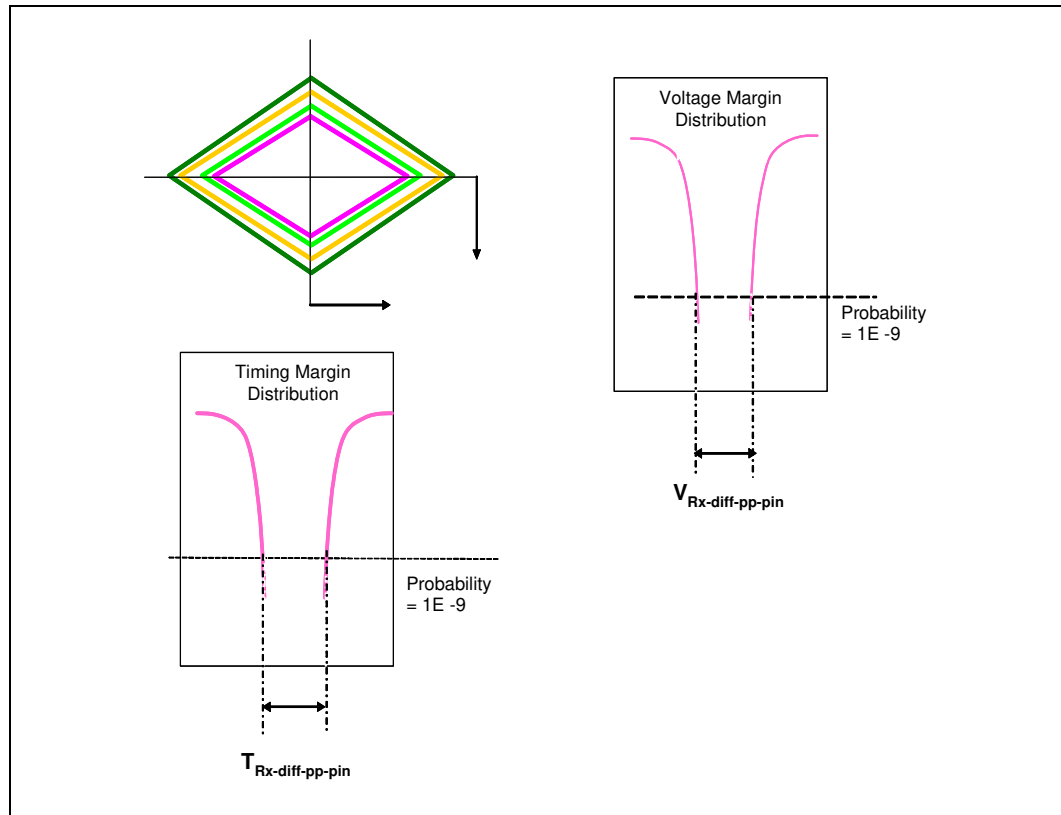 Voltage Margin
Distribution
Probability
= 1E -9
V Rx-diff-pp-pin
Timing Margin
Distribution
Probability
= 1E -9
T Rx-diff-pp-pin